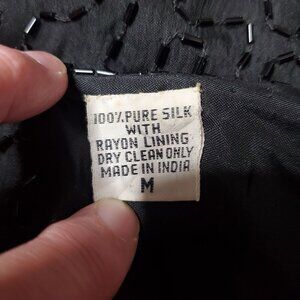 100% PURE SILK
WITH
RAYON LINING
DRY CLEAN ONLY
MADE IN INDIA
M